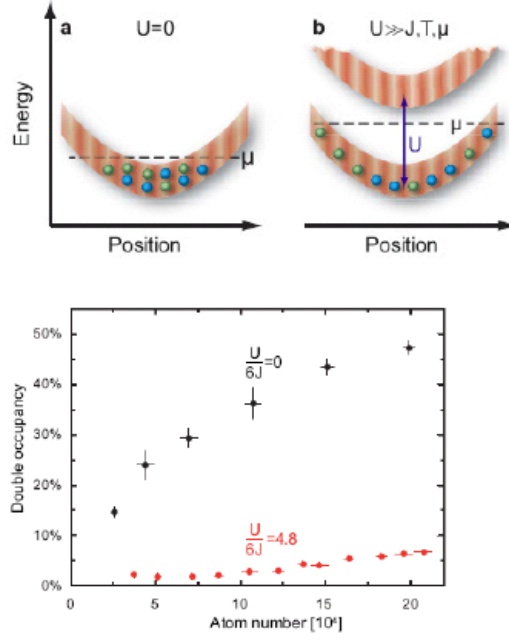 a U=0
b U≫J,T,μ
Energy
μ
μ
U
Position
Position
50%
40%
30%
20%
10%
0%
Double occupancy
U/6J=0
U/6J=4.8
0 5 10 15 20
Atom number [10⁴]